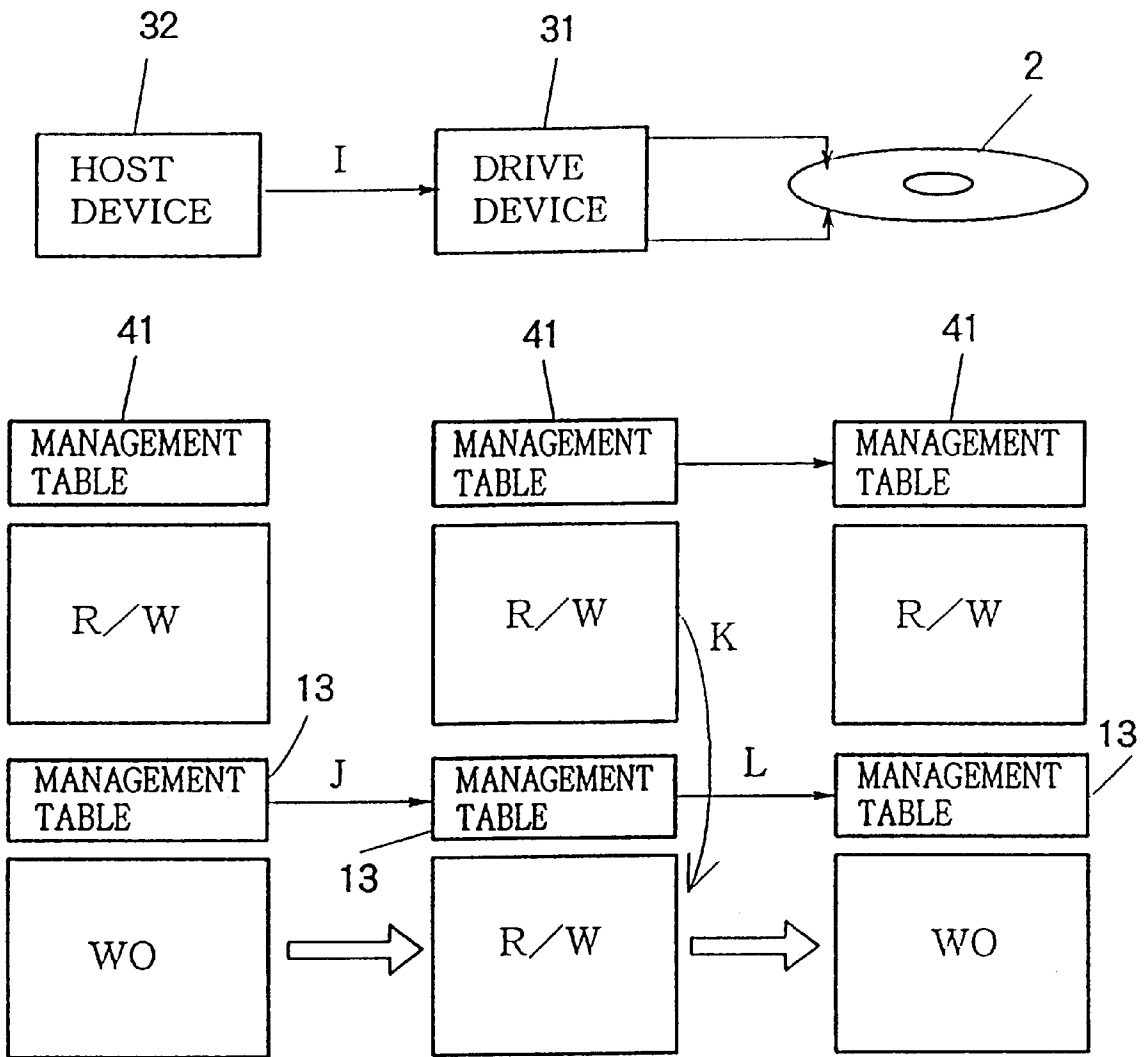 32
31
2
HOST
DEVICE
I
DRIVE
DEVICE
41
41
41
MANAGEMENT
TABLE
MANAGEMENT
TABLE
MANAGEMENT
TABLE
R/W
R/W
K
R/W
13
13
MANAGEMENT
TABLE
J
MANAGEMENT
TABLE
L
MANAGEMENT
TABLE
13
WO
R/W
WO